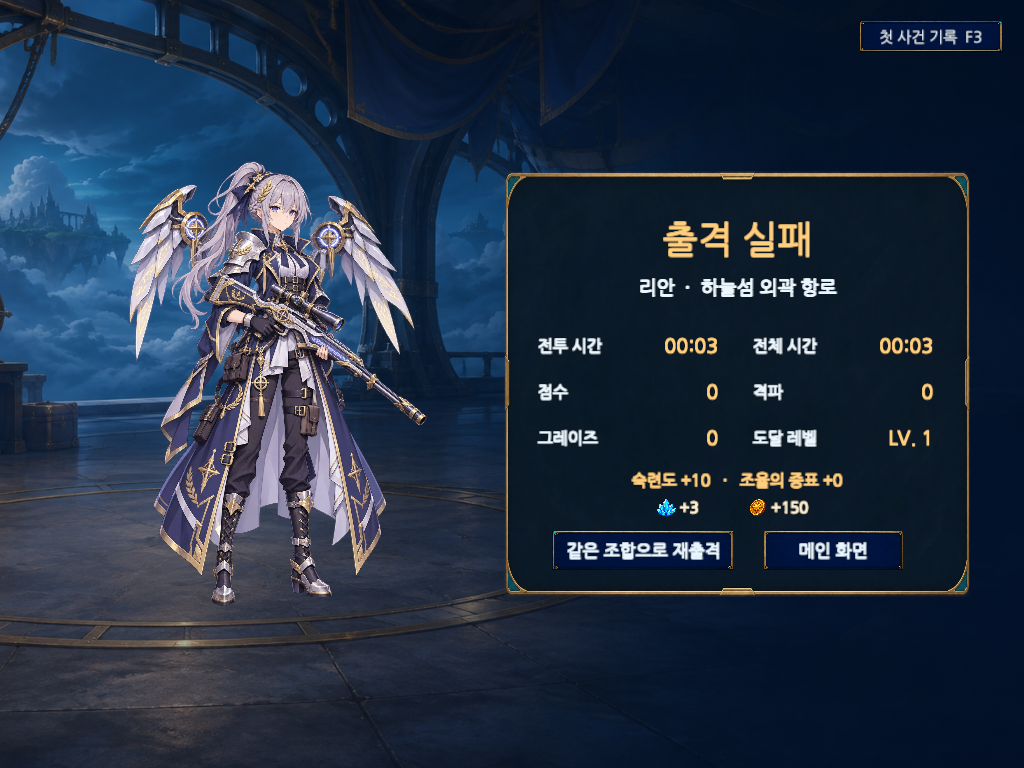 첫 사건 기록 F3
출격 실패
리안 · 하늘섬 외곽 항로
전투 시간 00:03 전체 시간 00:03
점수 0 격파 0
그레이즈 0 도달 레벨 LV. 1
숙련도 +10 · 조율의 증표 +0
+3 +150
같은 조합으로 재출격 메인 화면